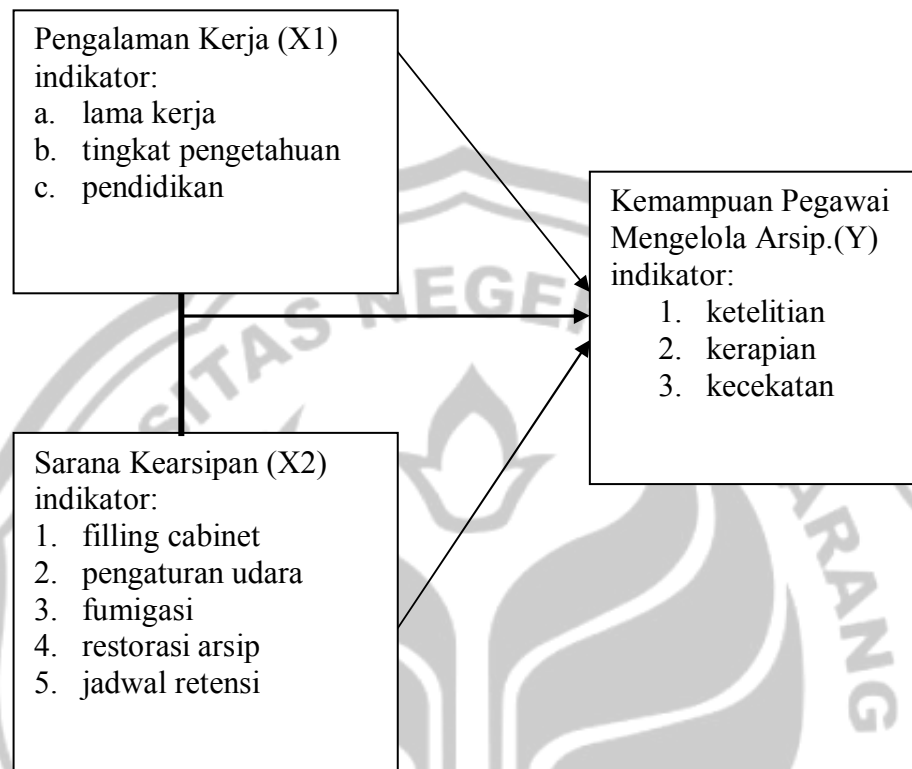 Pengalaman Kerja (X1)
indikator:
a. lama kerja
b. tingkat pengetahuan
c. pendidikan
Kemampuan Pegawai
Mengelola Arsip.(Y)
indikator:
1. ketelitian
2. kerapian
3. kecekatan
Sarana Kearsipan (X2)
indikator:
1. filling cabinet
2. pengaturan udara
3. fumigasi
4. restorasi arsip
5. jadwal retensi